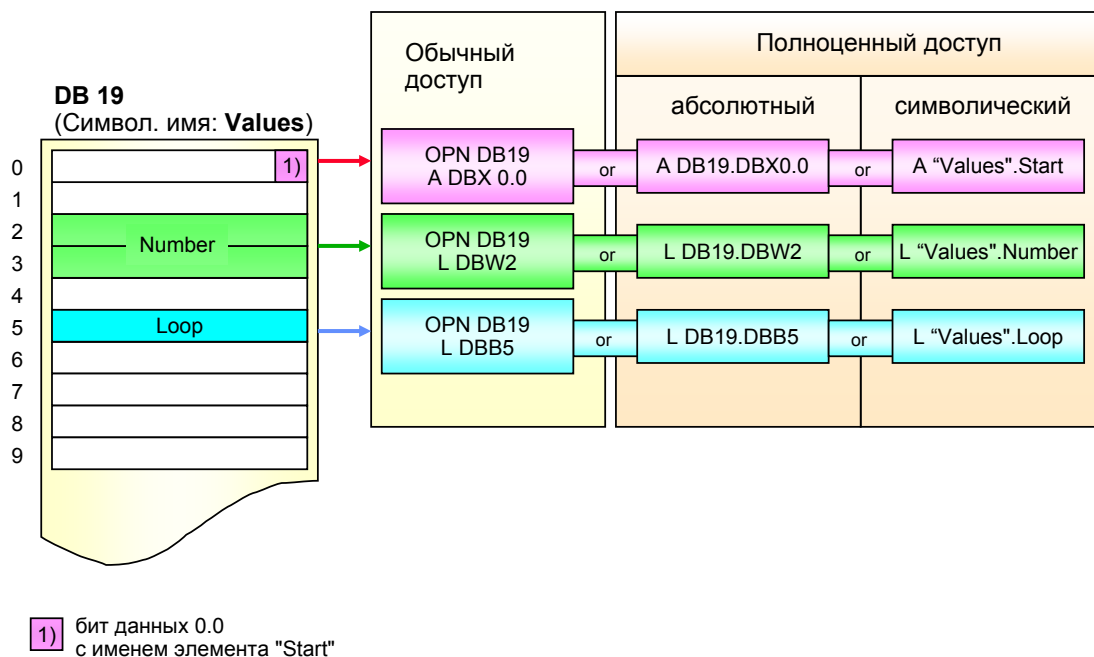 Обычный
доступ
Полноценный доступ
абсолютный
символический
DB 19
(Символ. имя: Values)
0
1)
1
2
Number
3
4
5
Loop
6
7
8
9
OPN DB19
A DBX 0.0
or
A DB19.DBX0.0
or
A “Values".Start
OPN DB19
L DBW2
or
L DB19.DBW2
or
L “Values".Number
OPN DB19
L DBB5
or
L DB19.DBB5
or
L “Values".Loop
1)
бит данных 0.0
с именем элемента "Start"